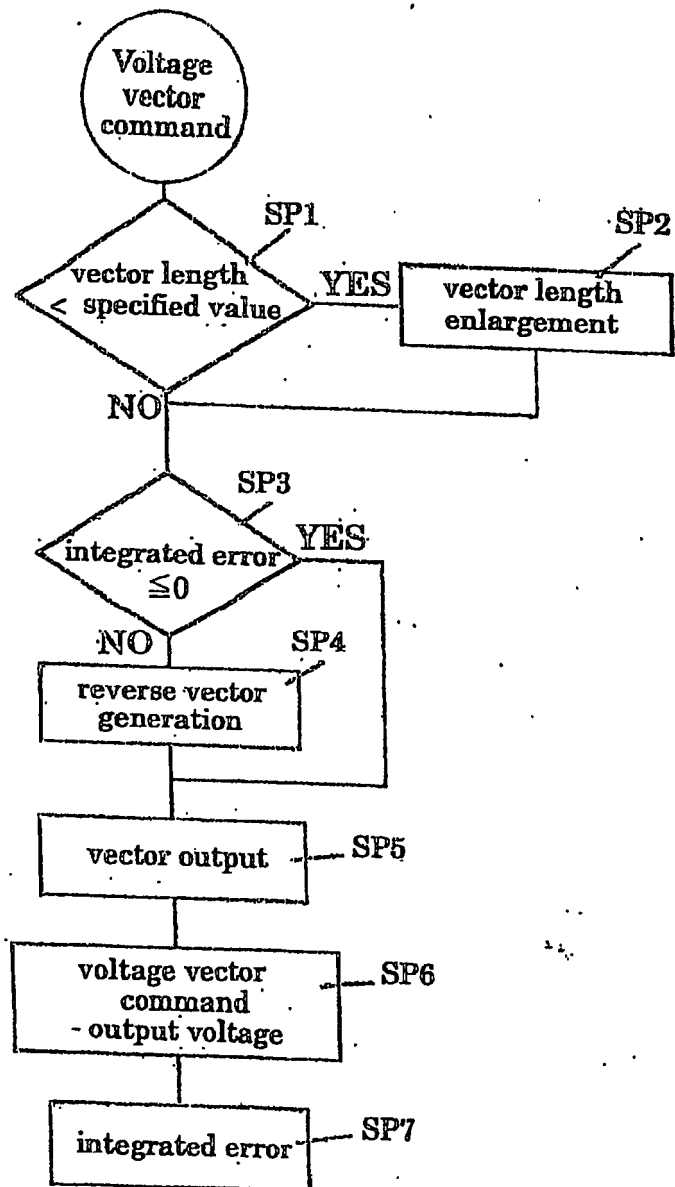 Voltage
vector
command
SP1
SP2
vector length
< specified value
YES
vector length
enlargement
NO
SP3
integrated error
≦0
YES
NO
SP4
reverse vector
generation
vector output
SP5
voltage vector
command
- output voltage
SP6
integrated error
SP7